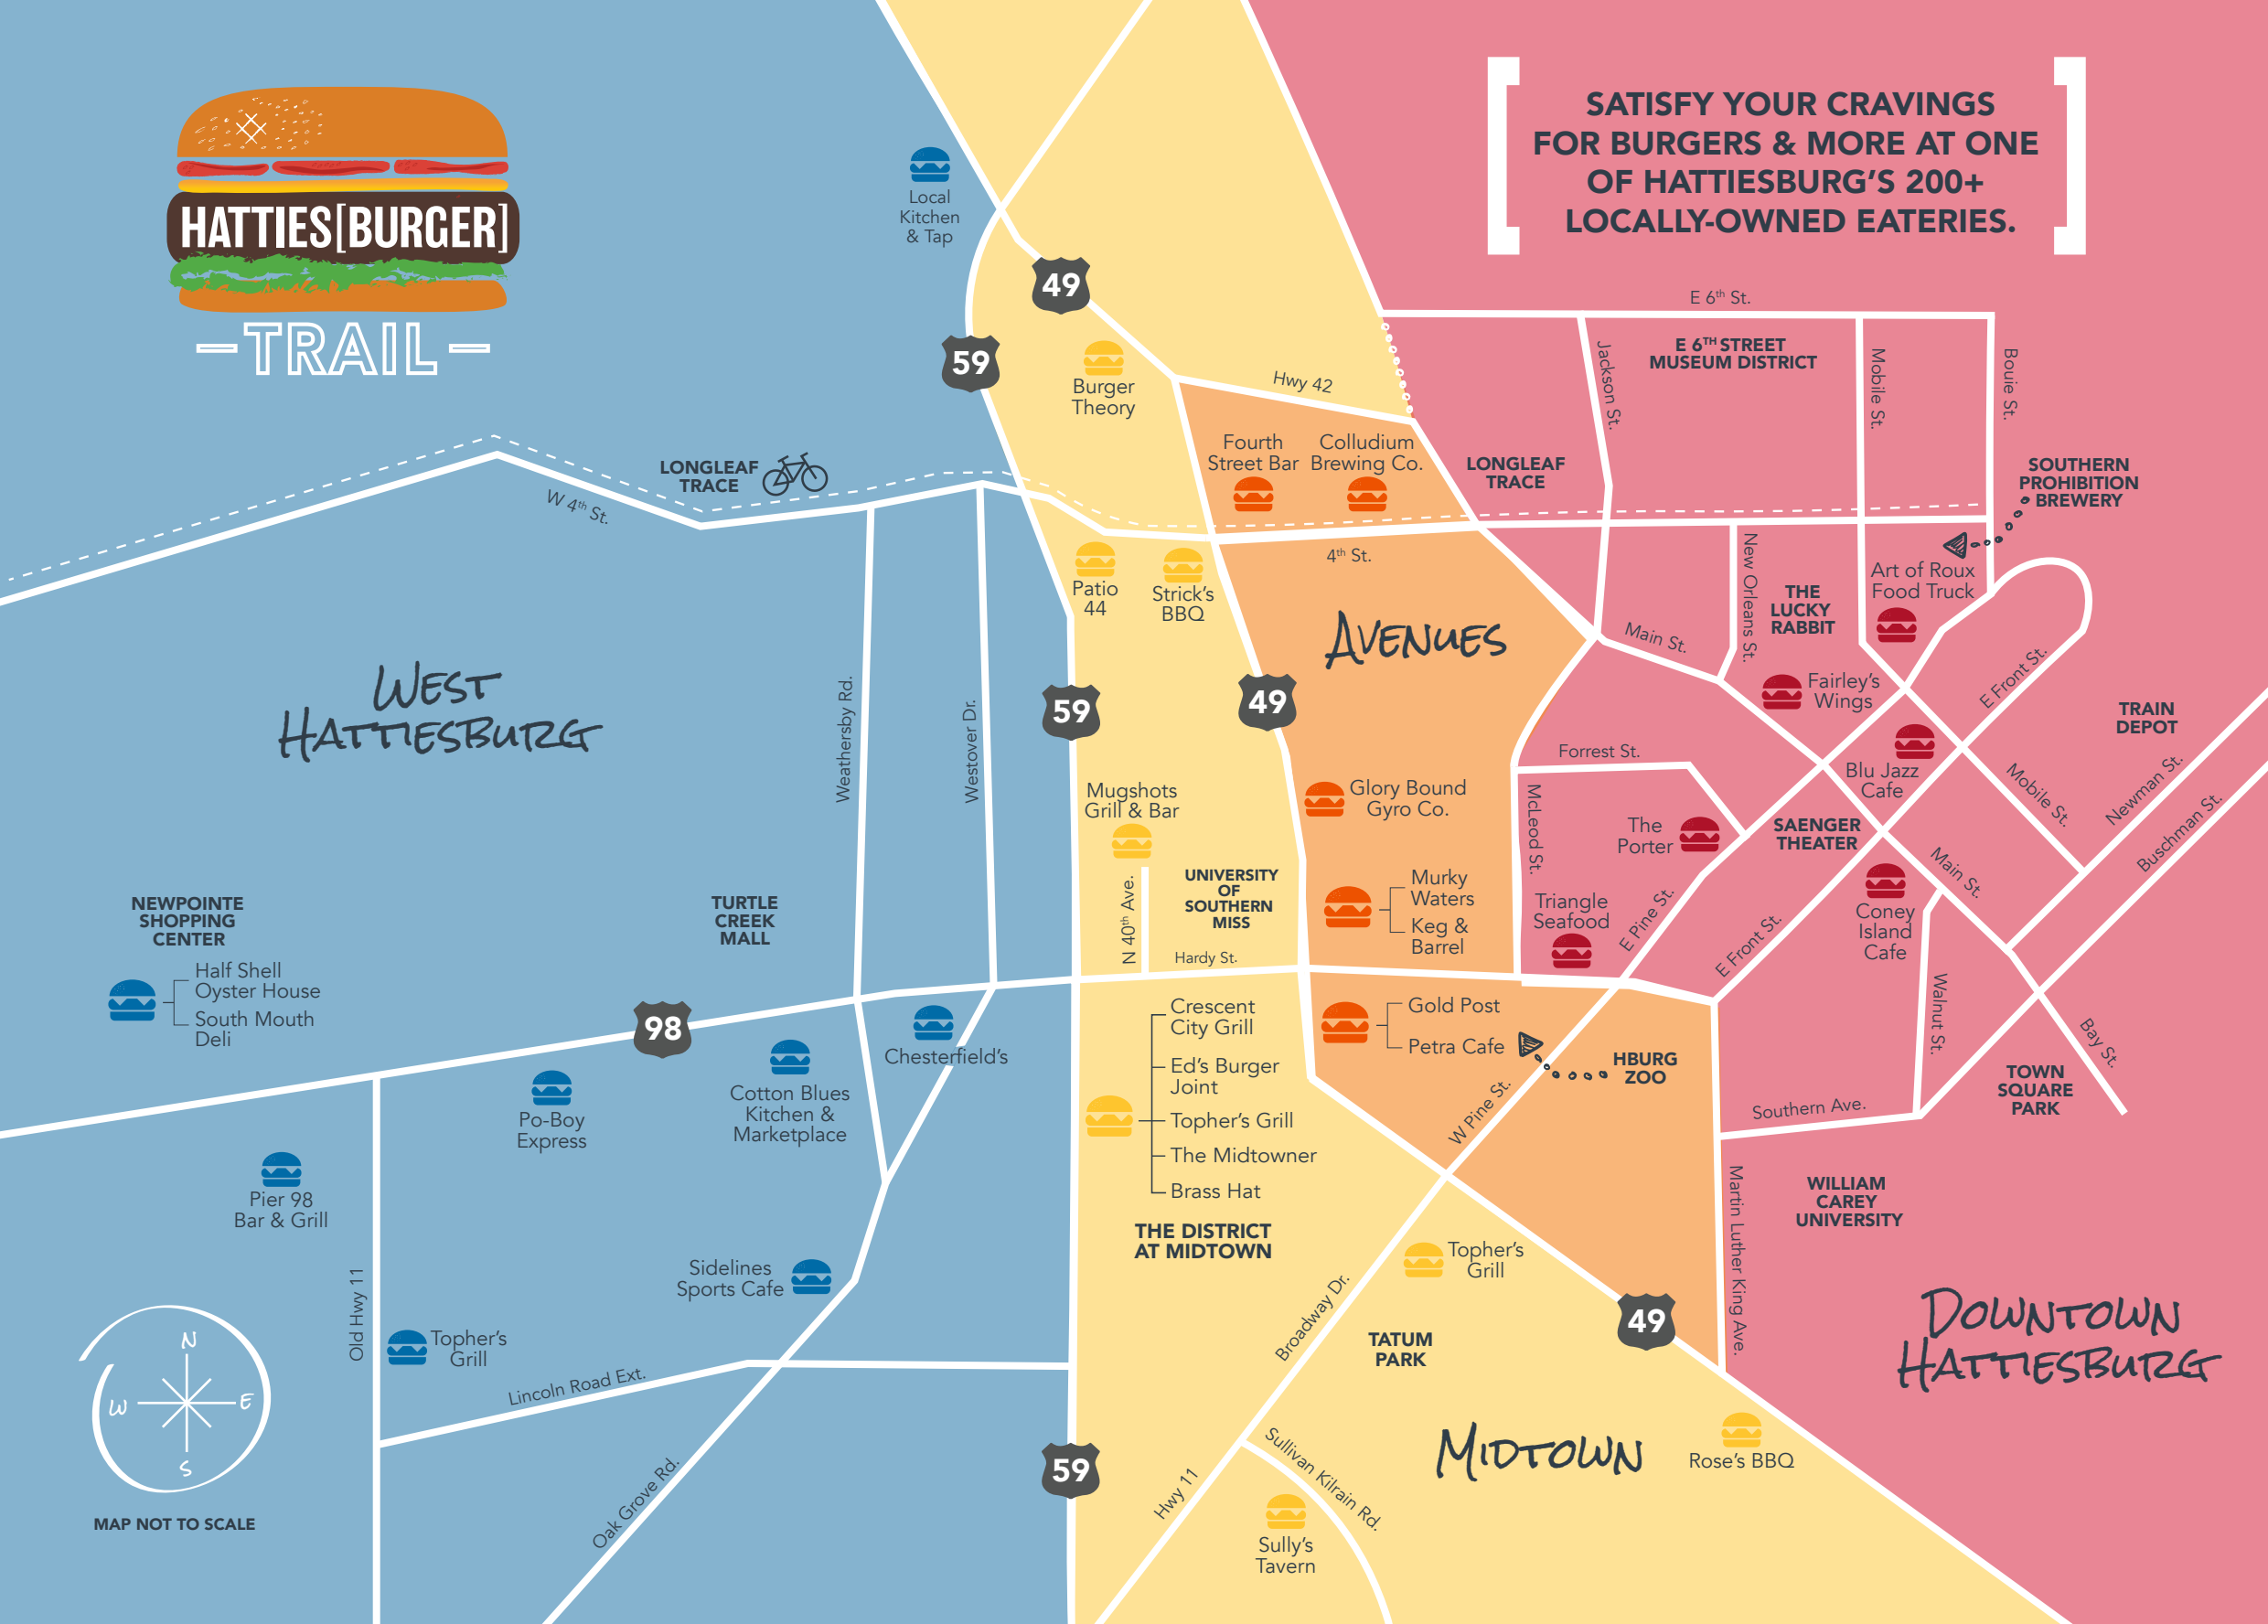 HATTIES[BURGER]
TRAIL
SATISFY YOUR CRAVINGS
FOR BURGERS & MORE AT ONE
OF HATTIESBURG'S 200+
LOCALLY-OWNED EATERIES.
Local
Kitchen
& Tap
49
59
Burger
Theory
Hwy 42
E 6th St.
E 6TH STREET
MUSEUM DISTRICT
Jackson St.
Mobile St.
Bouie St.
LONGLEAF
TRACE
W 4th St.
Fourth
Street Bar
Colludium
Brewing Co.
LONGLEAF
TRACE
SOUTHERN
PROHIBITION
BREWERY
4th St.
Patio
44
Strick's
BBQ
AVENUES
New Orleans St.
THE
LUCKY
RABBIT
Art of Roux
Food Truck
Main St.
Fairley's
Wings
E Front St.
TRAIN
DEPOT
WEST
HATTIESBURG
Weathersby Rd.
Westover Dr.
59
49
Forrest St.
Blu Jazz
Cafe
Mobile St.
Newman St.
Buschman St.
Mugshots
Grill & Bar
Glory Bound
Gyro Co.
McLeod St.
The
Porter
SAENGER
THEATER
Main St.
NEWPOINTE
SHOPPING
CENTER
TURTLE
CREEK
MALL
N 40th Ave.
UNIVERSITY
OF
SOUTHERN
MISS
Murky
Waters
Keg &
Barrel
Triangle
Seafood
E Pine St.
E Front St.
Coney
Island
Cafe
Hardy St.
Half Shell
Oyster House
South Mouth
Deli
98
Chesterfield's
Crescent
City Grill
Ed's Burger
Joint
Topher's Grill
The Midtowner
Brass Hat
Gold Post
Petra Cafe
HBURG
ZOO
W Pine St.
Walnut St.
Bay St.
Po-Boy
Express
Cotton Blues
Kitchen &
Marketplace
Southern Ave.
TOWN
SQUARE
PARK
Pier 98
Bar & Grill
THE DISTRICT
AT MIDTOWN
Martin Luther King Ave.
WILLIAM
CAREY
UNIVERSITY
Sidelines
Sports Cafe
Topher's
Grill
Broadway Dr.
49
TATUM
PARK
DOWNTOWN
HATTIESBURG
Old Hwy 11
Topher's
Grill
Lincoln Road Ext.
N
W
E
S
MAP NOT TO SCALE
Oak Grove Rd.
59
Hwy 11
Sullivan Kilrain Rd.
MIDTOWN
Rose's BBQ
Sully's
Tavern